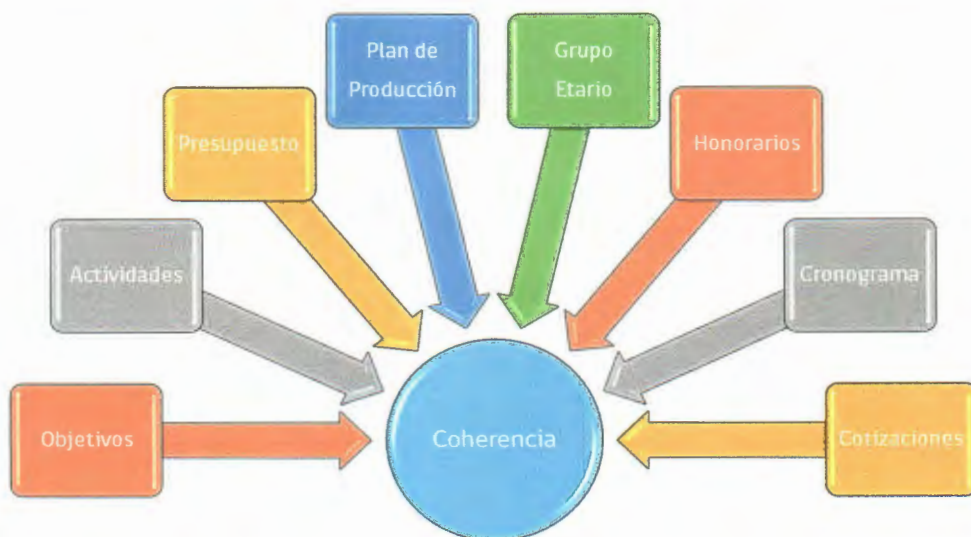 Plan de
Producción
Grupo
Etario
Presupuesto
Honorarios
Actividades
Cronograma
Objetivos
Coherencia
Cotizaciones